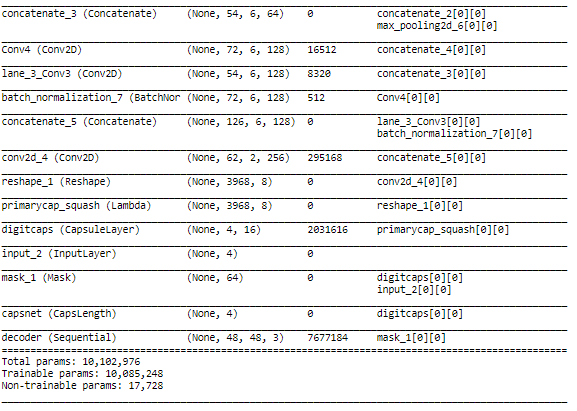 concatenate_3 (Concatenate) (None, 54, 6, 64) 0 concatenate_2[0][0]
max_pooling2d_6[0][0]
Conv4 (Conv2D) (None, 72, 6, 128) 16512 concatenate_4[0][0]
lane_3_Conv3 (Conv2D) (None, 54, 6, 128) 8320 concatenate_3[0][0]
batch_normalization_7 (BatchNor (None, 72, 6, 128) 512 Conv4[0][0]
concatenate_5 (Concatenate) (None, 126, 6, 128) 0 lane_3_Conv3[0][0]
batch_normalization_7[0][0]
conv2d_4 (Conv2D) (None, 62, 2, 256) 295168 concatenate_5[0][0]
reshape_1 (Reshape) (None, 3968, 8) 0 conv2d_4[0][0]
primarycap_squash (Lambda) (None, 3968, 8) 0 reshape_1[0][0]
digitcaps (CapsuleLayer) (None, 4, 16) 2031616 primarycap_squash[0][0]
input_2 (InputLayer) (None, 4) 0
mask_1 (Mask) (None, 64) 0 digitcaps[0][0]
input_2[0][0]
capsnet (CapsLength) (None, 4) 0 digitcaps[0][0]
decoder (Sequential) (None, 48, 48, 3) 7677184 mask_1[0][0]
Total params: 10,102,976
Trainable params: 10,085,248
Non-trainable params: 17,728